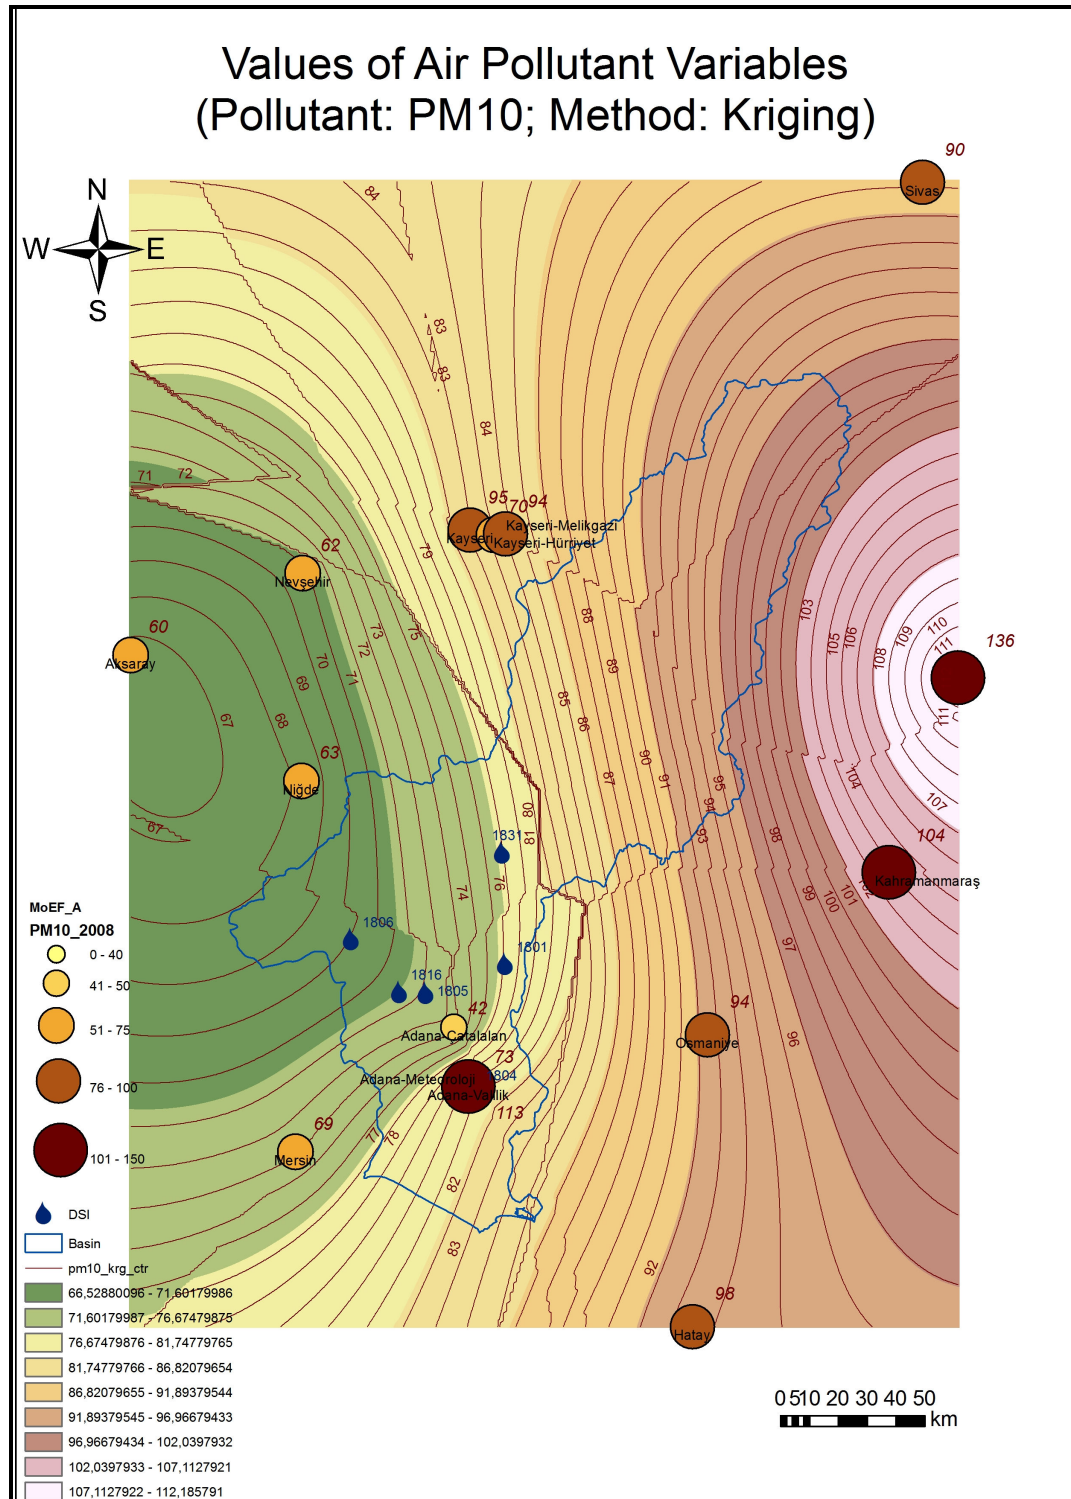 Values of Air Pollutant Variables
(Pollutant: PM10; Method: Kriging)
N
W E
S
90
Sivas
84
83
83
84
95 70 94
Kayseri-Melikgazi
Kayseri
Kayseri-Hürriyet
71 72
79
62
Nevşehir
60
Aksaray
73
75
72
71
70
69
68
67
88
89
103
105
106
108
109
110
111
136
111
85
86
87
90
91
95
94
93
63
Niğde
67
80
81
104
107
98
99
100
101
102
104
Kahramanmaraş
1831
76
74
1806
1801
1816
1805
97
96
42
Adana-Çatalalan
94
Osmaniye
73
Adana-Meteroloji 1804
Adana-Valilik
113
69
Mersin
77
78
82
83
92
98
Hatay
MoEF_A
PM10_2008
0 - 40
41 - 50
51 - 75
76 - 100
101 - 150
DSI
Basin
pm10_krg_ctr
66,52880096 - 71,60179986
71,60179987 - 76,67479875
76,67479876 - 81,74779765
81,74779766 - 86,82079654
86,82079655 - 91,89379544
91,89379545 - 96,96679433
96,96679434 - 102,0397932
102,0397933 - 107,1127921
107,1127922 - 112,185791
0 5 10 20 30 40 50
km